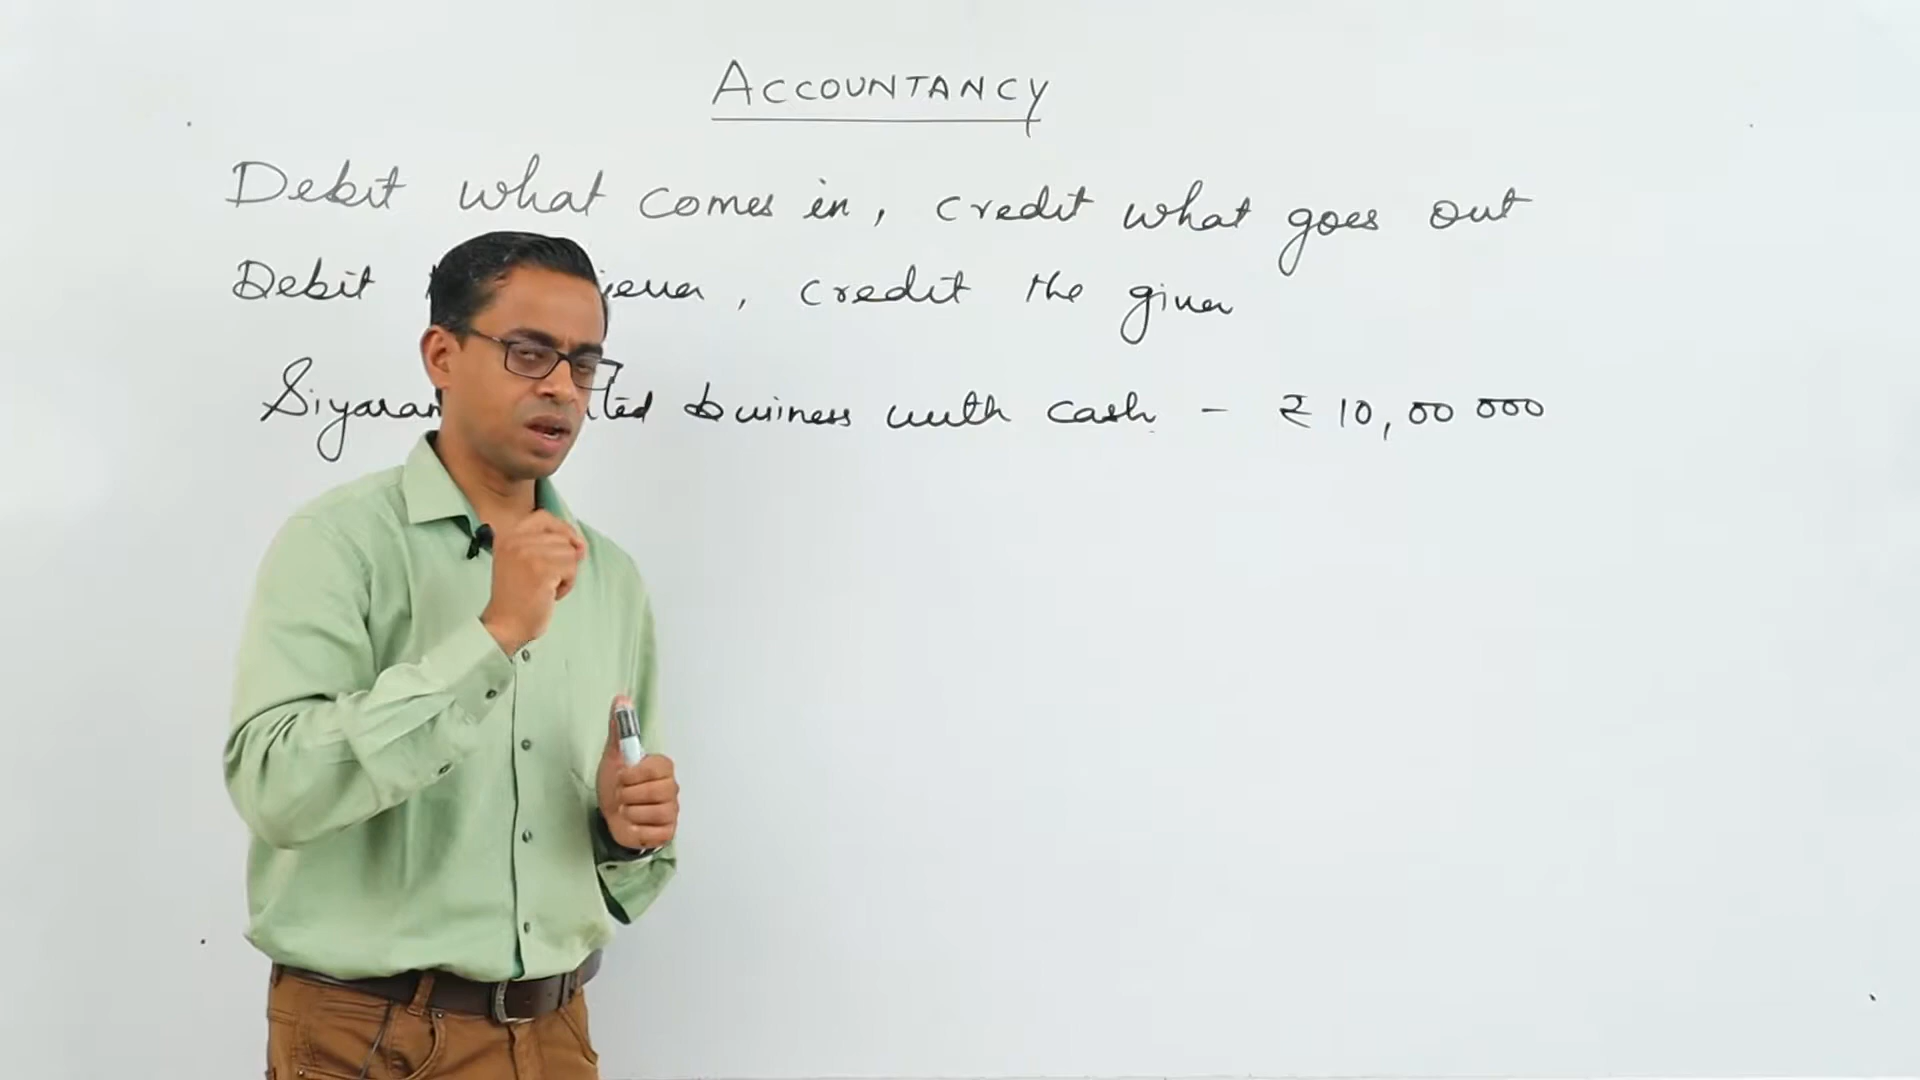 ACCOUNTANCY
Debit what comes in, credit what goes out
Debit , credit the giver
business with cash - ₹ 10,00 000